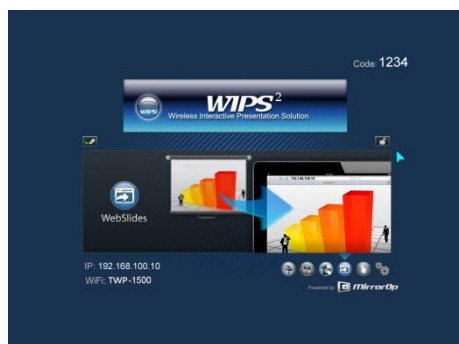 Code: 1234
WiPS
WIPS²
Wireless Interactive Presentation Solution
WebSlides
IP: 192.168.100.10
WiFi: TWP-1500
Powered by MirrorOp